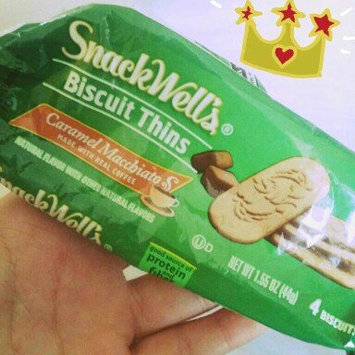 SnackWell's®
Biscuit Thins
Caramel Macchiato
MADE WITH REAL COFFEE
NATURAL FLAVOR WITH OTHER NATURAL FLAVORS
SnackWell's
good source of
protein
and
fiber
U D
NET WT 1.55 OZ (44g)
4 BISCUITS